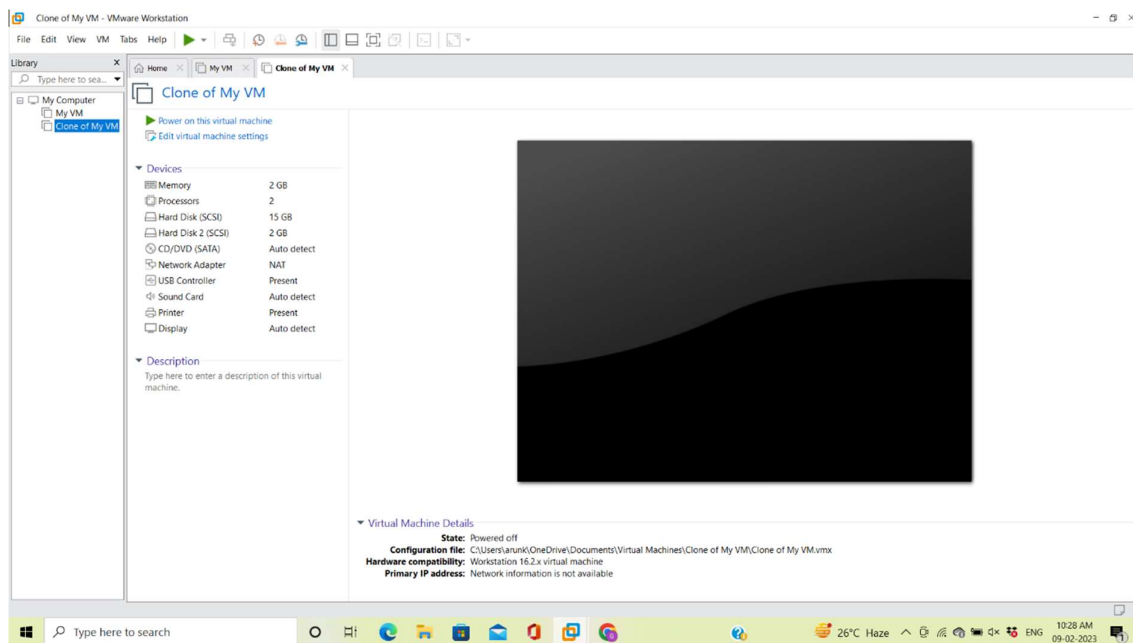 Clone of My VM - VMware Workstation
File Edit View VM Tabs Help
Library
Type here to sea...
My Computer
My VM
Clone of My VM
Home
My VM
Clone of My VM
Clone of My VM
Power on this virtual machine
Edit virtual machine settings
Devices
Memory 2 GB
Processors 2
Hard Disk (SCSI) 15 GB
Hard Disk 2 (SCSI) 2 GB
CD/DVD (SATA) Auto detect
Network Adapter NAT
USB Controller Present
Sound Card Auto detect
Printer Present
Display Auto detect
Description
Type here to enter a description of this virtual
machine.
Virtual Machine Details
State: Powered off
Configuration file: C:\Users\arunk\OneDrive\Documents\Virtual Machines\Clone of My VM\Clone of My VM.vmx
Hardware compatibility: Workstation 16.2.x virtual machine
Primary IP address: Network information is not available
Type here to search
26°C Haze
ENG
10:28 AM
09-02-2023